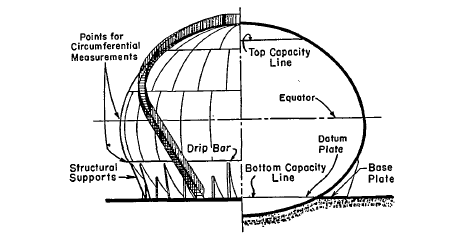 Points for
Circumferential
Measurements
Top Capacity
Line
Equator
Datum
Plate
Drip Bar
Structural
Supports
Bottom Capacity
Line
Base
Plate